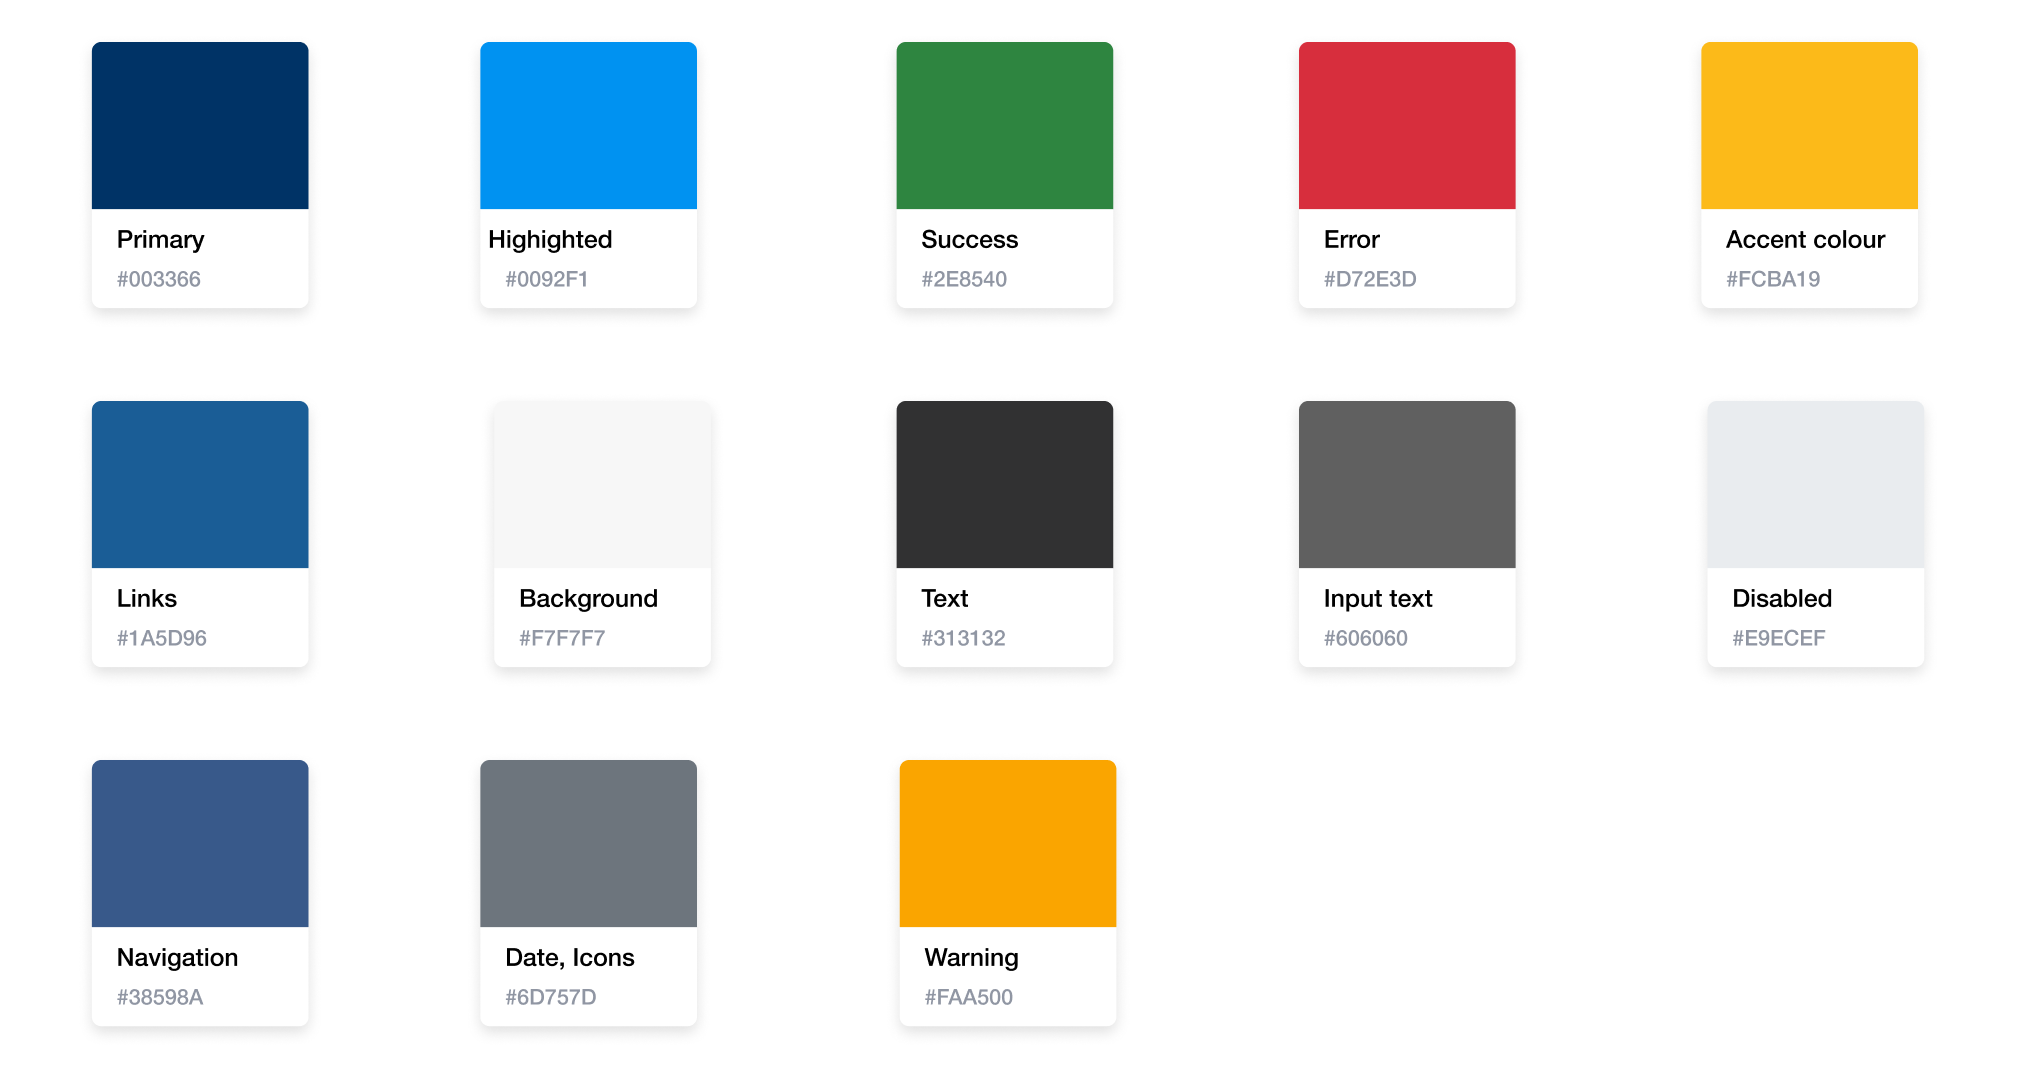 Primary
#003366
Highighted
#0092F1
Success
#2E8540
Error
#D72E3D
Accent colour
#FCBA19
Links
#1A5D96
Background
#F7F7F7
Text
#313132
Input text
#606060
Disabled
#E9ECEF
Navigation
#38598A
Date, Icons
#6D757D
Warning
#FAA500